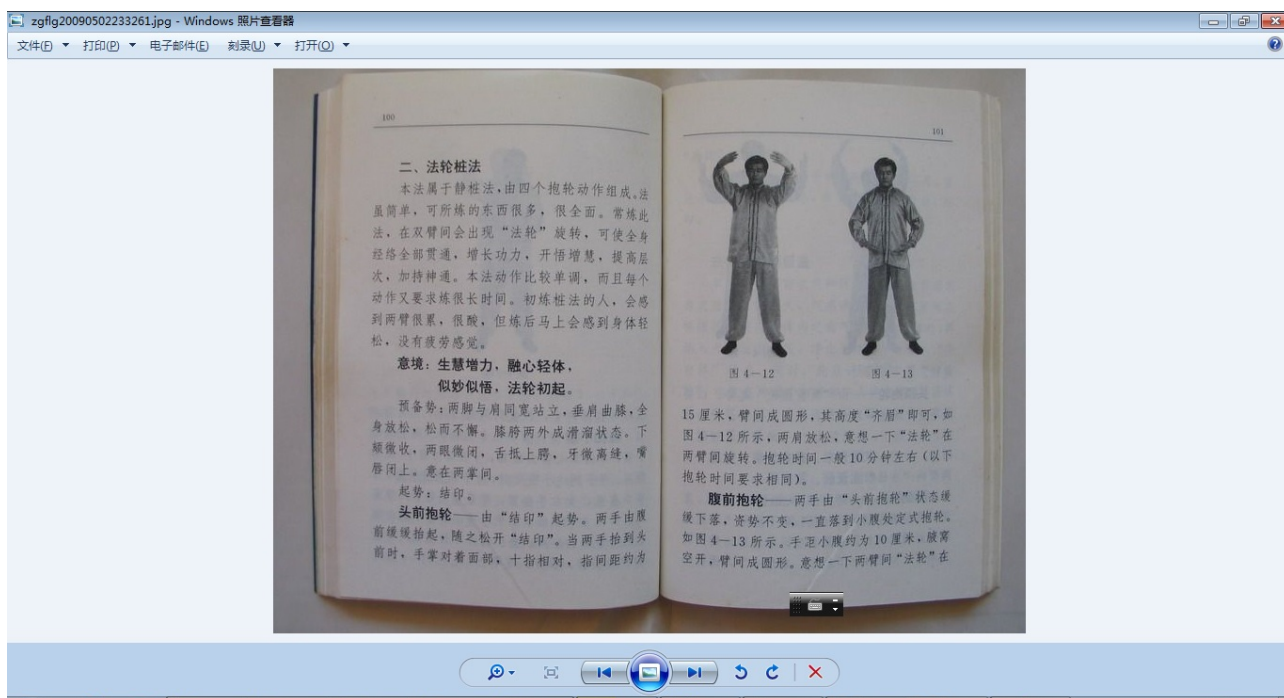 zgflg20090502233261.jpg - Windows 照片查看器
文件(F) 打印(P) 电子邮件(E) 刻录(U) 打开(O)
100
二、法轮桩法
本法属于静桩法,由四个抱轮动作组成。法
虽简单，可所炼的东西很多，很全面。常炼此
法，在双臂间会出现“法轮”旋转，可使全身
经络全部贯通，增长功力，开悟增慧，提高层
次，加持神通。本法动作比较单调，而且每个
动作又要求炼很长时间。初炼桩法的人，会感
到两臂很累，很酸，但炼后马上会感到身体轻
松，没有疲劳感觉。
意境：生慧增力，融心轻体，
似妙似悟，法轮初起。
预备势：两脚与肩同宽站立，垂肩曲膝，全
身放松，松而不懈。膝胯两外成滑溜状态。下
颏微收，两眼微闭，舌抵上腭，牙微离缝，嘴
唇闭上。意在两掌间。
起势：结印。
头前抱轮——由“结印”起势。两手由腹
前缓缓抬起，随之松开“结印”。当两手抬到头
前时，手掌对着面部，十指相对，指间距约为
101
图 4—12
图 4—13
15 厘米，臂间成圆形，其高度“齐眉”即可，如
图 4—12 所示，两肩放松，意想一下“法轮”在
两臂间旋转。抱轮时间一般 10 分钟左右（以下
抱轮时间要求相同）。
腹前抱轮——两手由“头前抱轮”状态缓
缓下落，姿势不变，一直落到小腹处定式抱轮。
如图 4—13 所示。手距小腹约为 10 厘米，腋窝
空开，臂间成圆形。意想一下两臂间“法轮”在